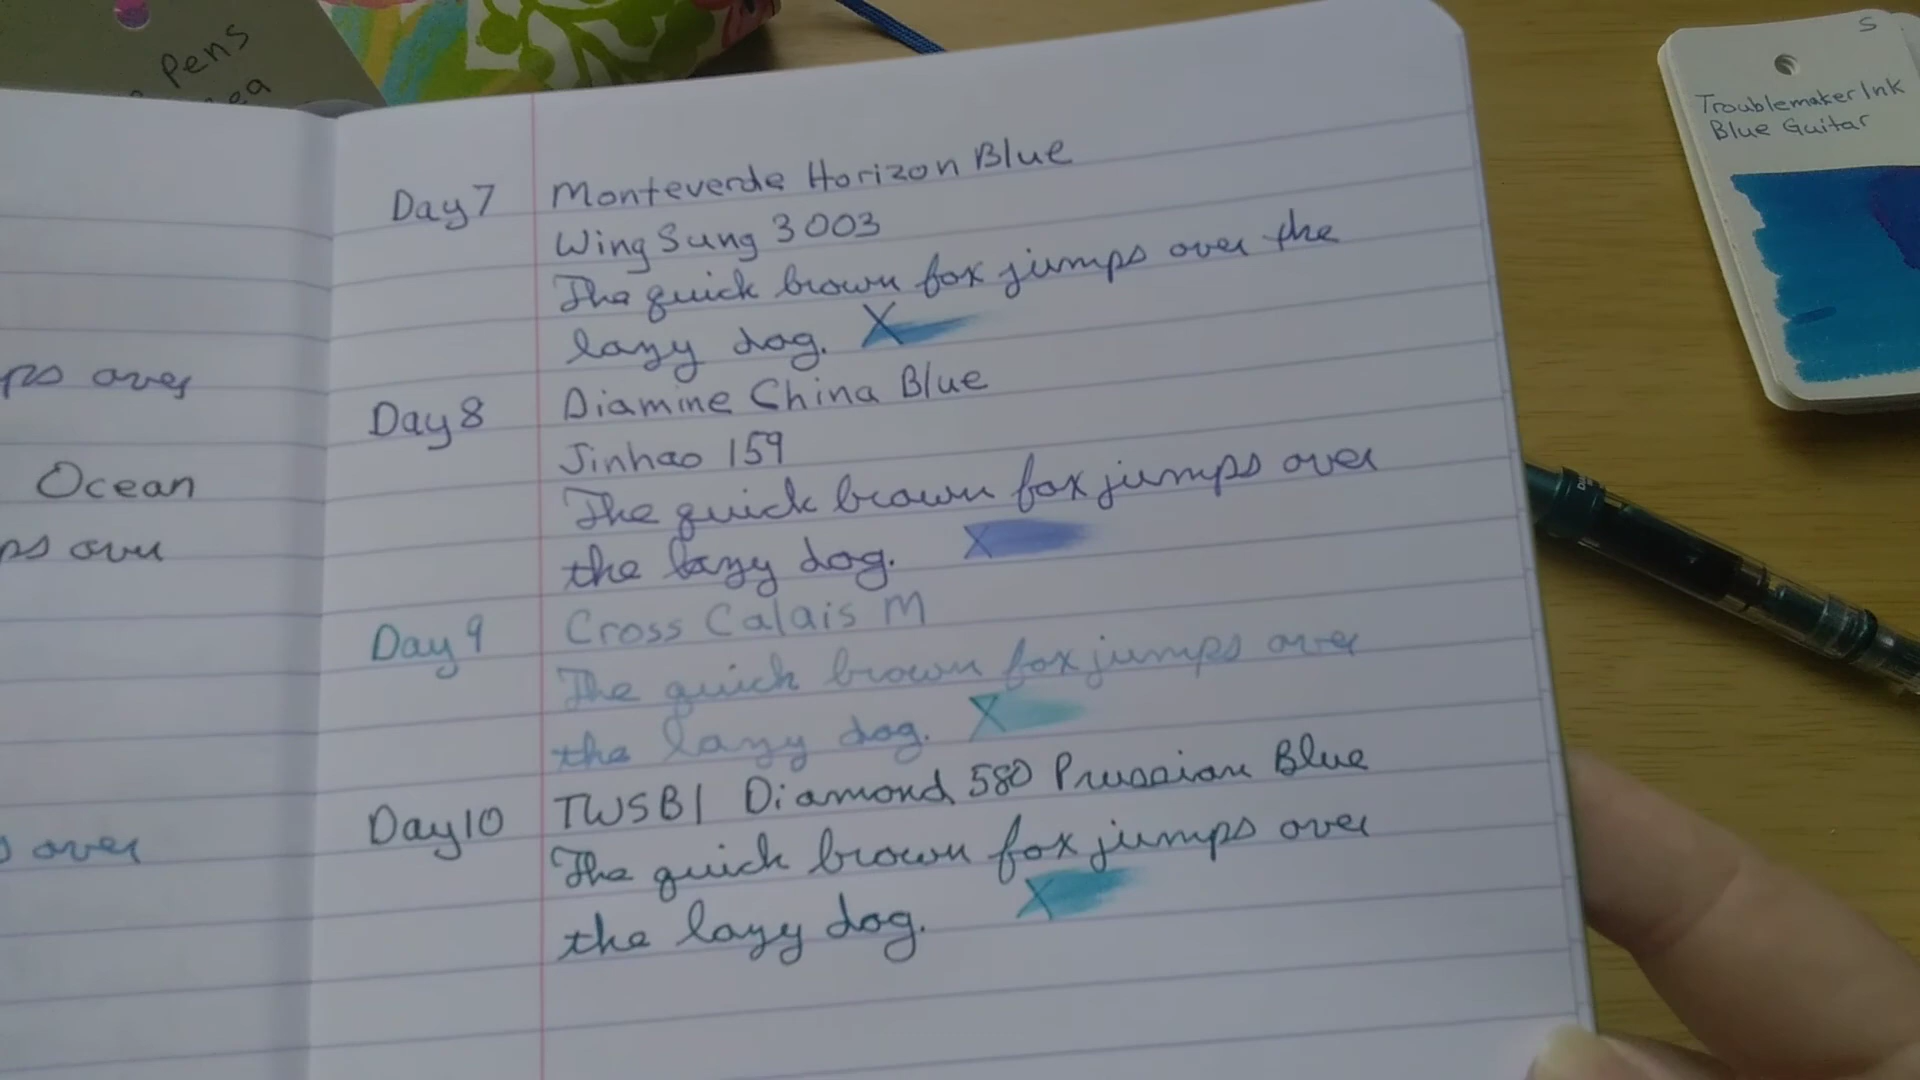 Pens
ps over
Ocean
ps over
s over
Day 7 Monteverde Horizon Blue
Wing Sung 3003
The quick brown fox jumps over the
lazy dog. X
Day 8 Diamine China Blue
Jinhao 159
The quick brown fox jumps over
the lazy dog. X
Day 9 Cross Calais M
The quick brown fox jumps over
the lazy dog. X
Day 10 TWSBI Diamond 580 Prussian Blue
The quick brown fox jumps over
the lazy dog. X
S
Troublemaker Ink
Blue Guitar